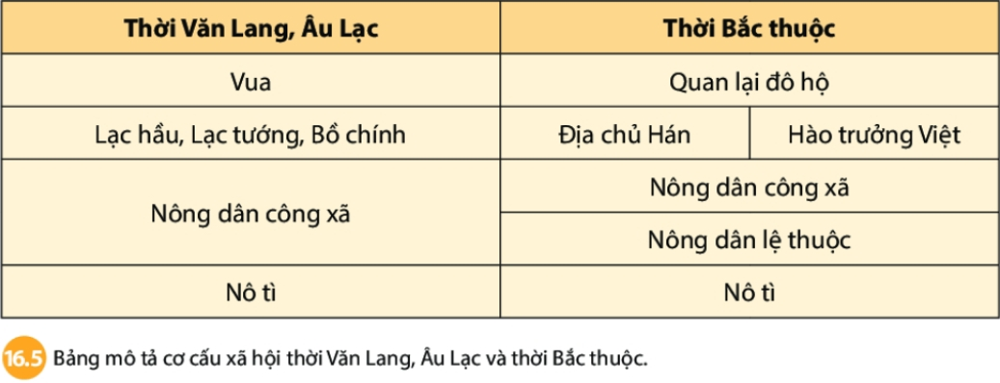 Thời Văn Lang, Âu Lạc
Thời Bắc thuộc
Vua
Quan lại đô hộ
Lạc hầu, Lạc tướng, Bồ chính
Địa chủ Hán
Hào trưởng Việt
Nông dân công xã
Nông dân công xã
Nông dân lệ thuộc
Nô tì
Nô tì
16.5 Bảng mô tả cơ cấu xã hội thời Văn Lang, Âu Lạc và thời Bắc thuộc.